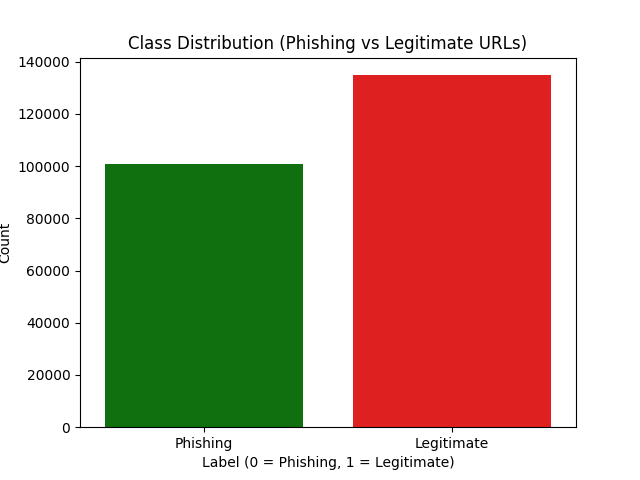 Class Distribution (Phishing vs Legitimate URLs)
140000
120000
100000
80000
60000
40000
20000
0
Count
Phishing
Legitimate
Label (0 = Phishing, 1 = Legitimate)